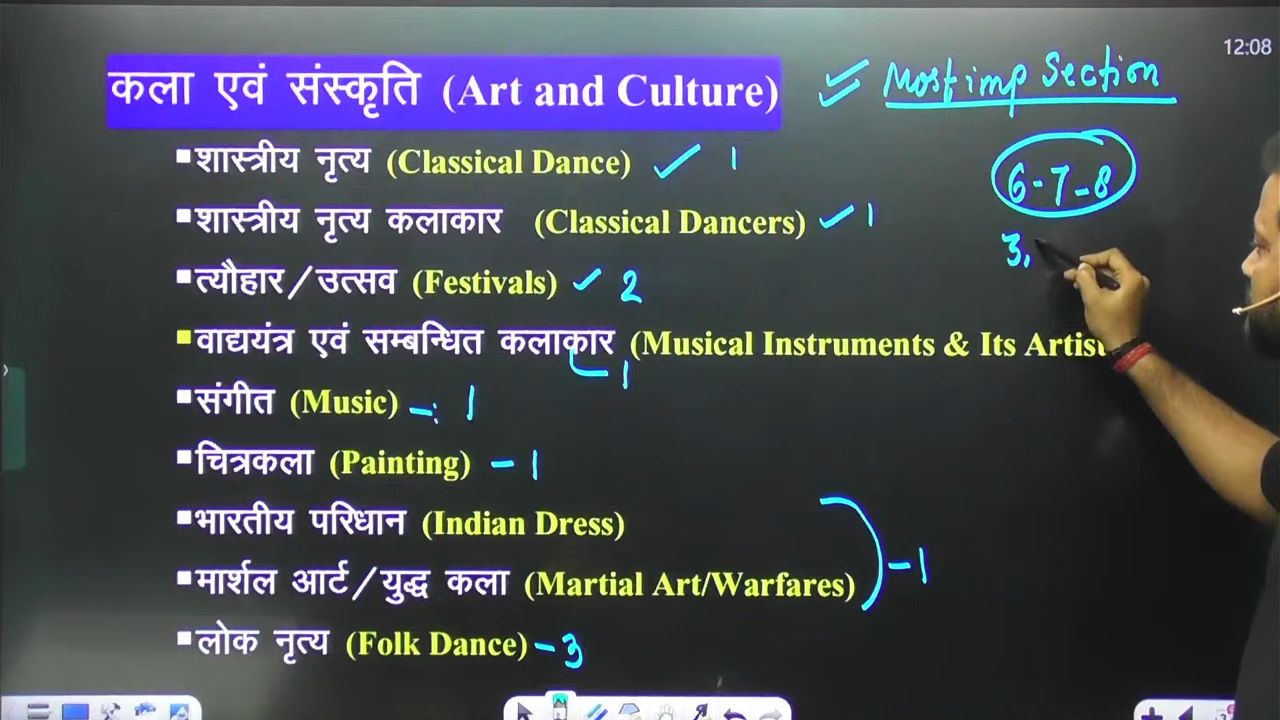 12:08
कला एवं संस्कृति (Art and Culture) Most imp Section
शास्त्रीय नृत्य (Classical Dance) 1
6-7-8
शास्त्रीय नृत्य कलाकार (Classical Dancers) 1
3.
त्यौहार/उत्सव (Festivals) 2
वाद्ययंत्र एवं सम्बन्धित कलाकार (Musical Instruments & Its Artist
1
संगीत (Music) -: 1
चित्रकला (Painting) - 1
भारतीय परिधान (Indian Dress)
- 1
मार्शल आर्ट/युद्ध कला (Martial Art/Warfares)
लोक नृत्य (Folk Dance) - 3